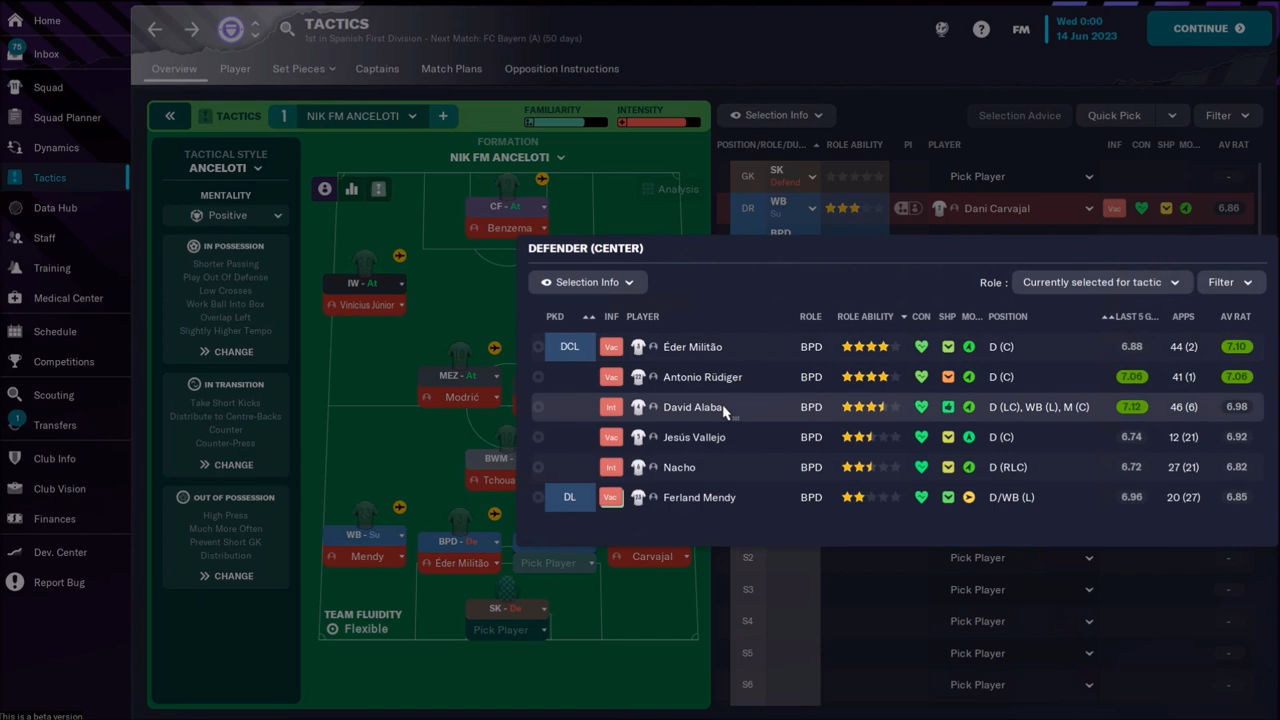 Home
75
Inbox
Squad
Squad Planner
Dynamics
Tactics
Data Hub
Staff
Training
Medical Center
Schedule
Competitions
Scouting
1
Transfers
Club Info
Club Vision
Finances
Dev. Center
Report Bug
This is a beta version
TACTICS
1st in Spanish First Division - Next Match: FC Bayern (A) (50 days)
FM
Wed 0:00
14 Jun 2023
CONTINUE
Overview
Player
Set Pieces
Captains
Match Plans
Opposition Instructions
TACTICS
1
NIK FM ANCELOTI
+
FAMILIARITY
INTENSITY
TACTICAL STYLE
ANCELOTI
MENTALITY
Positive
IN POSSESSION
Shorter Passing
Play Out Of Defense
Low Crosses
Work Ball Into Box
Overlap Left
Slightly Higher Tempo
CHANGE
IN TRANSITION
Take Short Kicks
Distribute to Centre-Backs
Counter
Counter-Press
CHANGE
OUT OF POSSESSION
High Press
Much More Often
Prevent Short GK
Distribution
CHANGE
FORMATION
NIK FM ANCELOTI
Analysis
CF - At
Benzema
IW - At
Vinícius Júnior
MEZ - At
Modrić
BWM -
Tchoua
WB - Su
Mendy
BPD - De
Éder Militão
Pick Player
Carvajal
SK - De
Pick Player
TEAM FLUIDITY
Flexible
Selection Info
Selection Advice
Quick Pick
Filter
POSITION/ROLE/DU... ROLE ABILITY PI PLAYER INF CON SHP MO... AV RAT
GK SK Defend Pick Player -
DR WB Su Dani Carvajal Vac 6.86
BPD
DEFENDER (CENTER)
Selection Info
Role : Currently selected for tactic
Filter
PKD INF PLAYER ROLE ROLE ABILITY CON SHP MO... POSITION LAST 5 G... APPS AV RAT
DCL Vac Éder Militão BPD D (C) 6.88 44 (2) 7.10
Vac Antonio Rüdiger BPD D (C) 7.06 41 (1) 7.06
Int David Alaba BPD D (LC), WB (L), M (C) 7.12 46 (6) 6.98
Vac Jesús Vallejo BPD D (C) 6.74 12 (21) 6.92
Int Nacho BPD D (RLC) 6.72 27 (21) 6.82
DL Vac Ferland Mendy BPD D/WB (L) 6.96 20 (27) 6.85
S2 Pick Player -
S3 Pick Player -
S4 Pick Player -
S5 Pick Player -
S6 Pick Player -